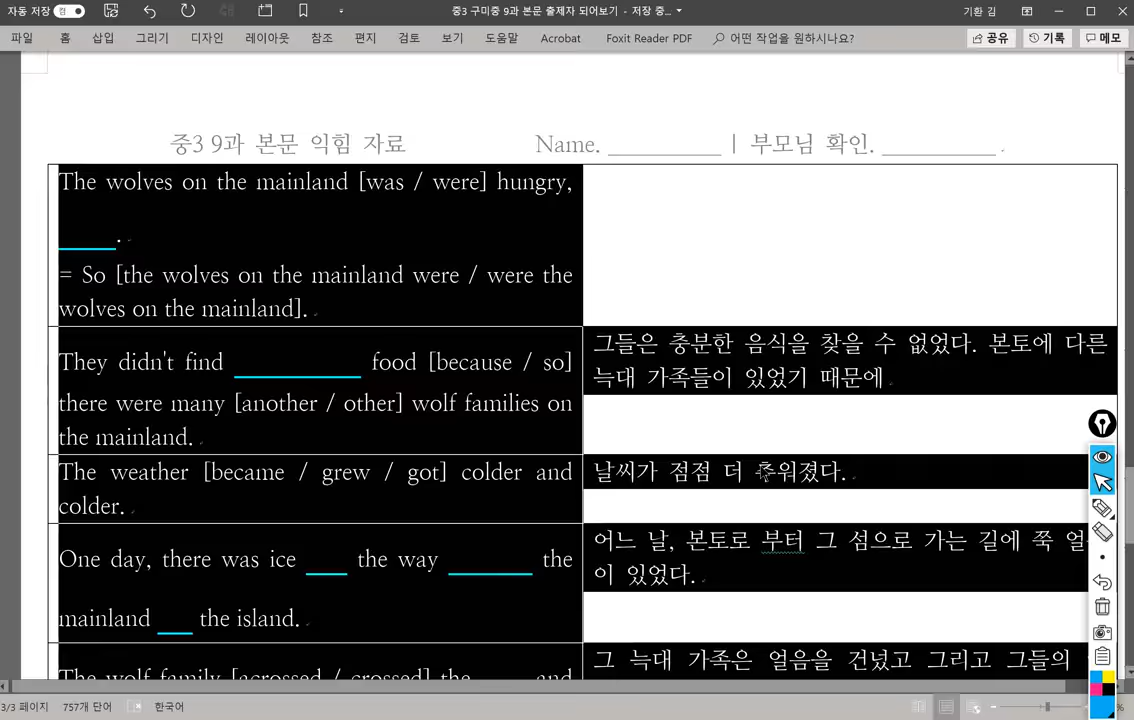 자동 저장 켬 중3 구미중 9과 본문 출제자 되어보기 - 저장 중... 기환 김
파일 홈 삽입 그리기 디자인 레이아웃 참조 편지 검토 보기 도움말 Acrobat Foxit Reader PDF 어떤 작업을 원하시나요? 공유 기록 메모
중3 9과 본문 익힘 자료 Name. __________ | 부모님 확인. __________.
The wolves on the mainland [was / were] hungry,
_____.
= So [the wolves on the mainland were / were the
wolves on the mainland].
They didn't find ___________ food [because / so]
there were many [another / other] wolf families on
the mainland.
그들은 충분한 음식을 찾을 수 없었다. 본토에 다른
늑대 가족들이 있었기 때문에
The weather [became / grew / got] colder and
colder.
날씨가 점점 더 추워졌다.
One day, there was ice ____ the way _______ the
mainland ___ the island.
어느 날, 본토로 부터 그 섬으로 가는 길에 쭉
이 있었다.
The wolf family [acrossed / crossed] the ____ and
그 늑대 가족은 얼음을 건넜고 그리고 그들의
3/3 페이지 757개 단어 한국어 %